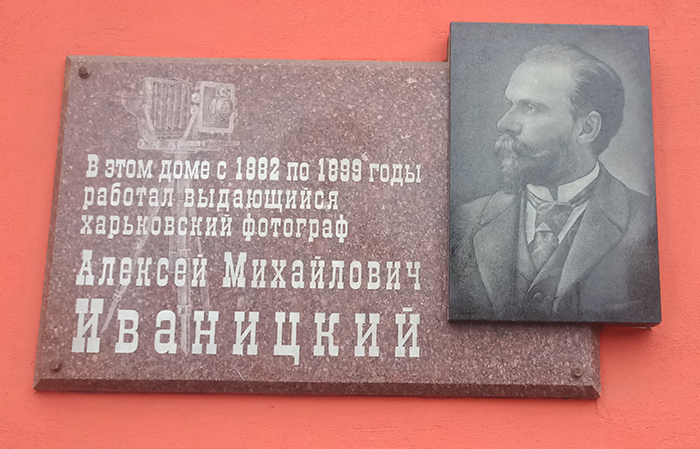 В этом доме с 1882 по 1899 годы
работал выдающийся
харьковский фотограф
Алексей Михайлович
Иваницкий